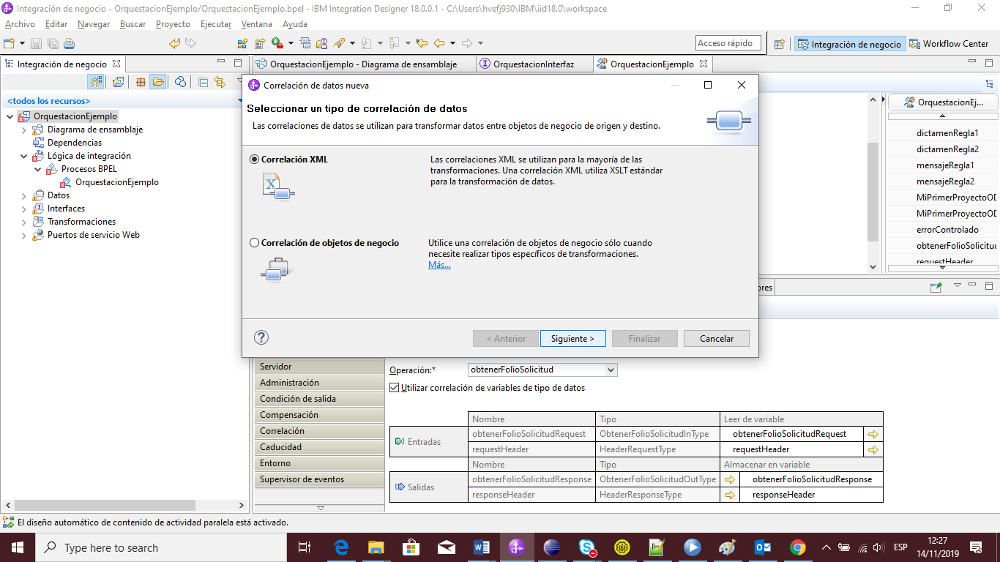 Integración de negocio - OrquestacionEjemplo/OrquestacionEjemplo.bpel - IBM Integration Designer 18.0.0.1 - C:\Users\hvefj930\IBM\iid18.0\workspace
Archivo Editar Navegar Buscar Proyecto Ejecutar Ventana Ayuda
Acceso rápido
Integración de negocio
Workflow Center
Integración de negocio
OrquestacionEjemplo - Diagrama de ensamblaje
OrquestacionInterfaz
OrquestacionEjemplo
<todos los recursos>
OrquestacionEjemplo
Diagrama de ensamblaje
Dependencias
Lógica de integración
Procesos BPEL
OrquestacionEjemplo
Datos
Interfaces
Transformaciones
Puertos de servicio Web
Correlación de datos nueva
Seleccionar un tipo de correlación de datos
Las correlaciones de datos se utilizan para transformar datos entre objetos de negocio de origen y destino.
Correlación XML
Las correlaciones XML se utilizan para la mayoría de las
transformaciones. Una correlación XML utiliza XSLT estándar
para la transformación de datos.
Correlación de objetos de negocio
Utilice una correlación de objetos de negocio sólo cuando
necesite realizar tipos específicos de transformaciones.
Más...
< Anterior
Siguiente >
Finalizar
Cancelar
OrquestacionEj...
dictamenRegla1
dictamenRegla2
mensajeRegla1
mensajeRegla2
MiPrimerProyectoOD
MiPrimerProyectoOD
errorControlado
obtenerFolioSolicituc
requestHeader
ores
Servidor
Administración
Condición de salida
Compensación
Correlación
Caducidad
Entorno
Supervisor de eventos
Operación:* obtenerFolioSolicitud
Utilizar correlación de variables de tipo de datos
Nombre Tipo Leer de variable
Entradas
obtenerFolioSolicitudRequest ObtenerFolioSolicitudInType obtenerFolioSolicitudRequest
requestHeader HeaderRequestType requestHeader
Nombre Tipo Almacenar en variable
Salidas
obtenerFolioSolicitudResponse ObtenerFolioSolicitudOutType obtenerFolioSolicitudResponse
responseHeader HeaderResponseType responseHeader
El diseño automático de contenido de actividad paralela está activado.
Type here to search
ESP
12:27
14/11/2019